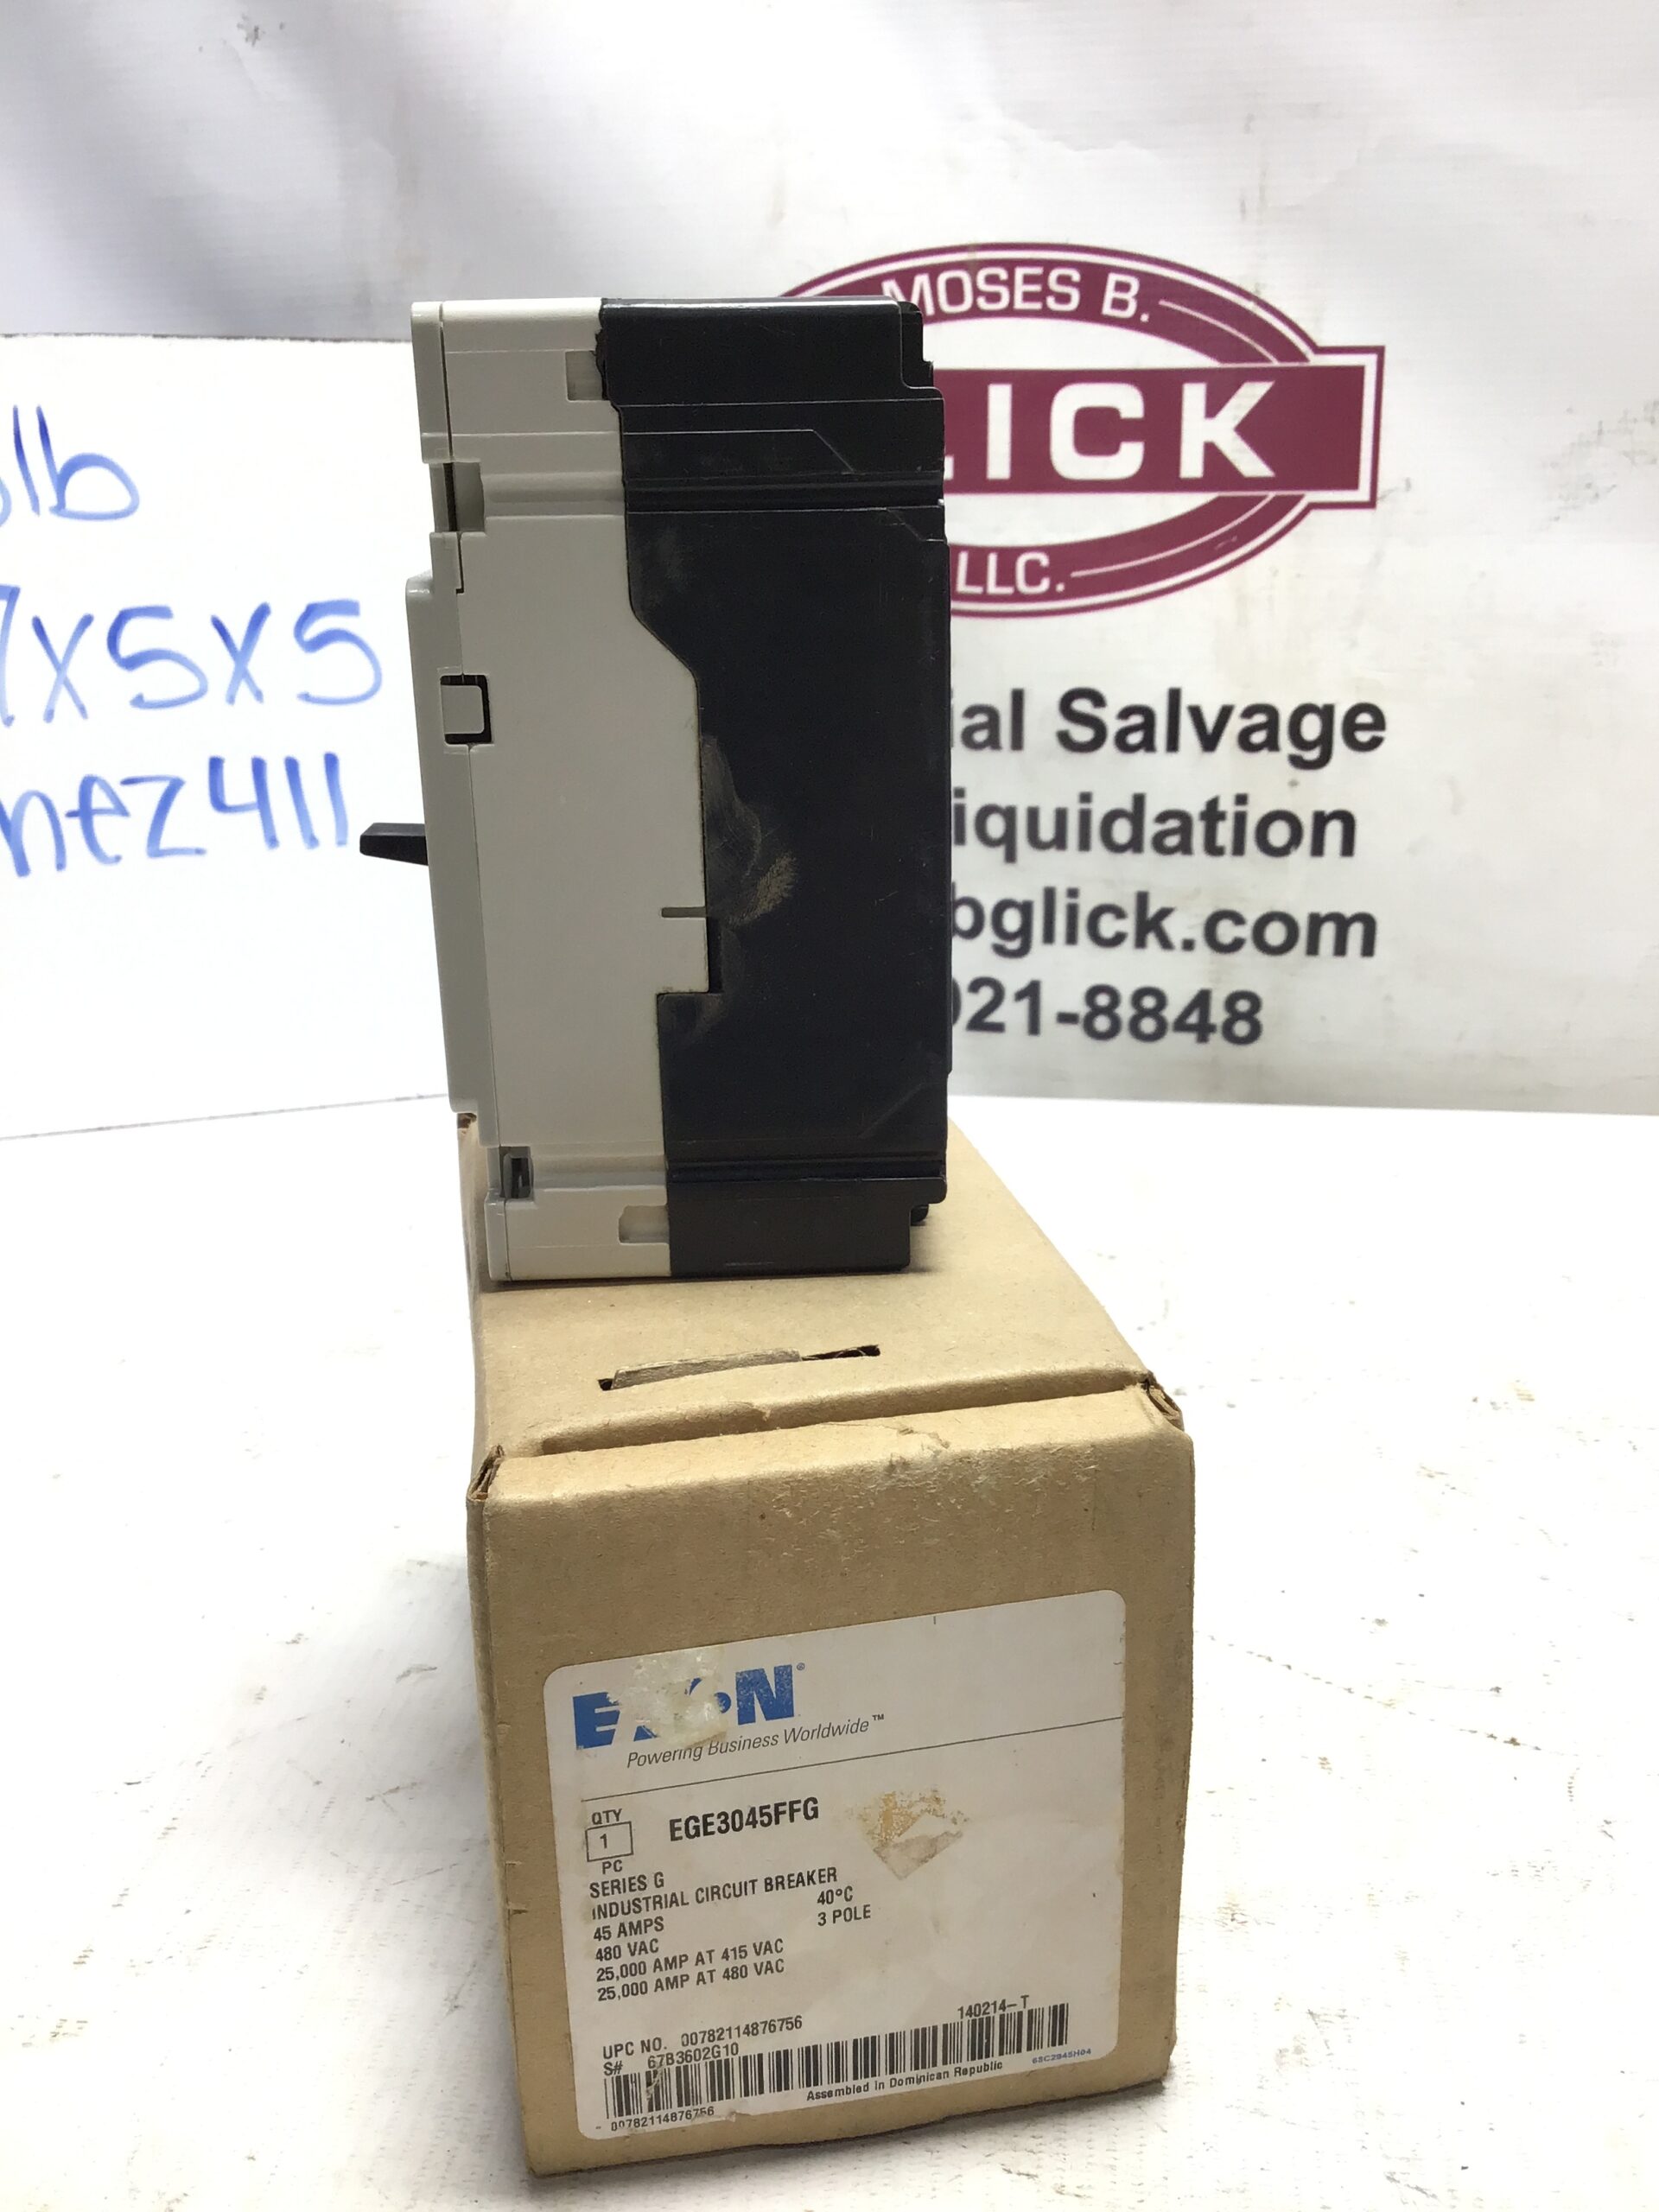 MOSES B.
LICK
LLC.
ial Salvage
iquidation
bglick.com
021-8848
lb
7x5x5
nez411
EATON®
Powering Business Worldwide™
QTY
1
PC
EGE3045FFG
SERIES G
INDUSTRIAL CIRCUIT BREAKER
45 AMPS 40°C
480 VAC 3 POLE
25,000 AMP AT 415 VAC
25,000 AMP AT 480 VAC
UPC NO. 00782114876756 140214-T
S# 67B3602G10
Assembled in Dominican Republic 68C2945H04
00782114876756